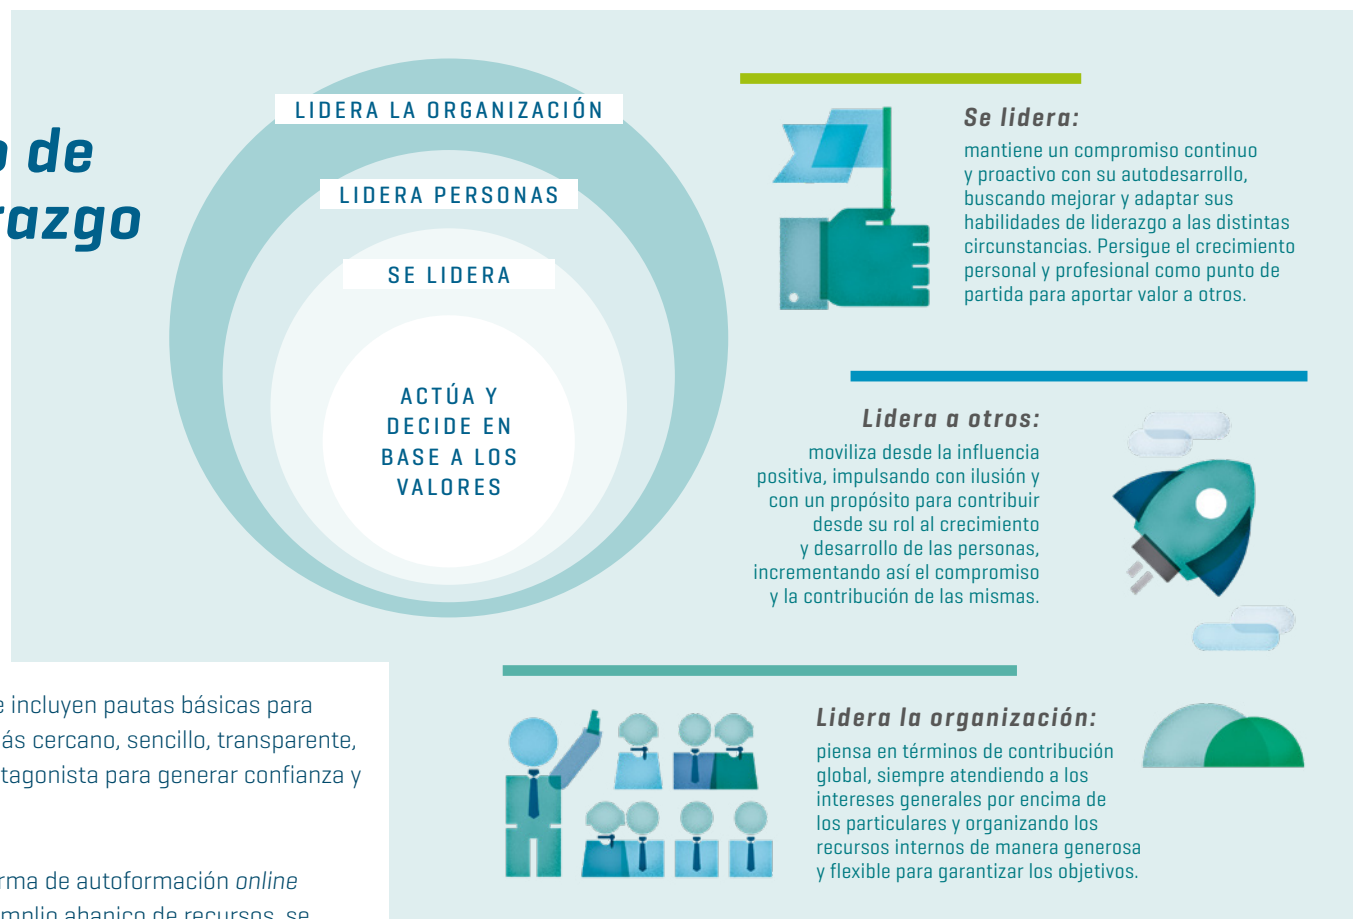 de
LIDERA LA ORGANIZACIÓN
LIDERA PERSONAS
SE LIDERA
ACTÚA Y
DECIDE EN
BASE A LOS
VALORES
Se lidera:
mantiene un compromiso continuo
y proactivo con su autodesarrollo,
buscando mejorar y adaptar sus
habilidades de liderazgo a las distintas
circunstancias. Persigue el crecimiento
personal y profesional como punto de
partida para aportar valor a otros.
Lidera a otros:
moviliza desde la influencia
positiva, impulsando con ilusión y
con un propósito para contribuir
desde su rol al crecimiento
y desarrollo de las personas,
incrementando así el compromiso
y la contribución de las mismas.
Lidera la organización:
piensa en términos de contribución
global, siempre atendiendo a los
intereses generales por encima de
los particulares y organizando los
recursos internos de manera generosa
y flexible para garantizar los objetivos.
incluyen pautas básicas para
cercano, sencillo, transparente,
para generar confianza y
de autoformación online
abanico de recursos, se